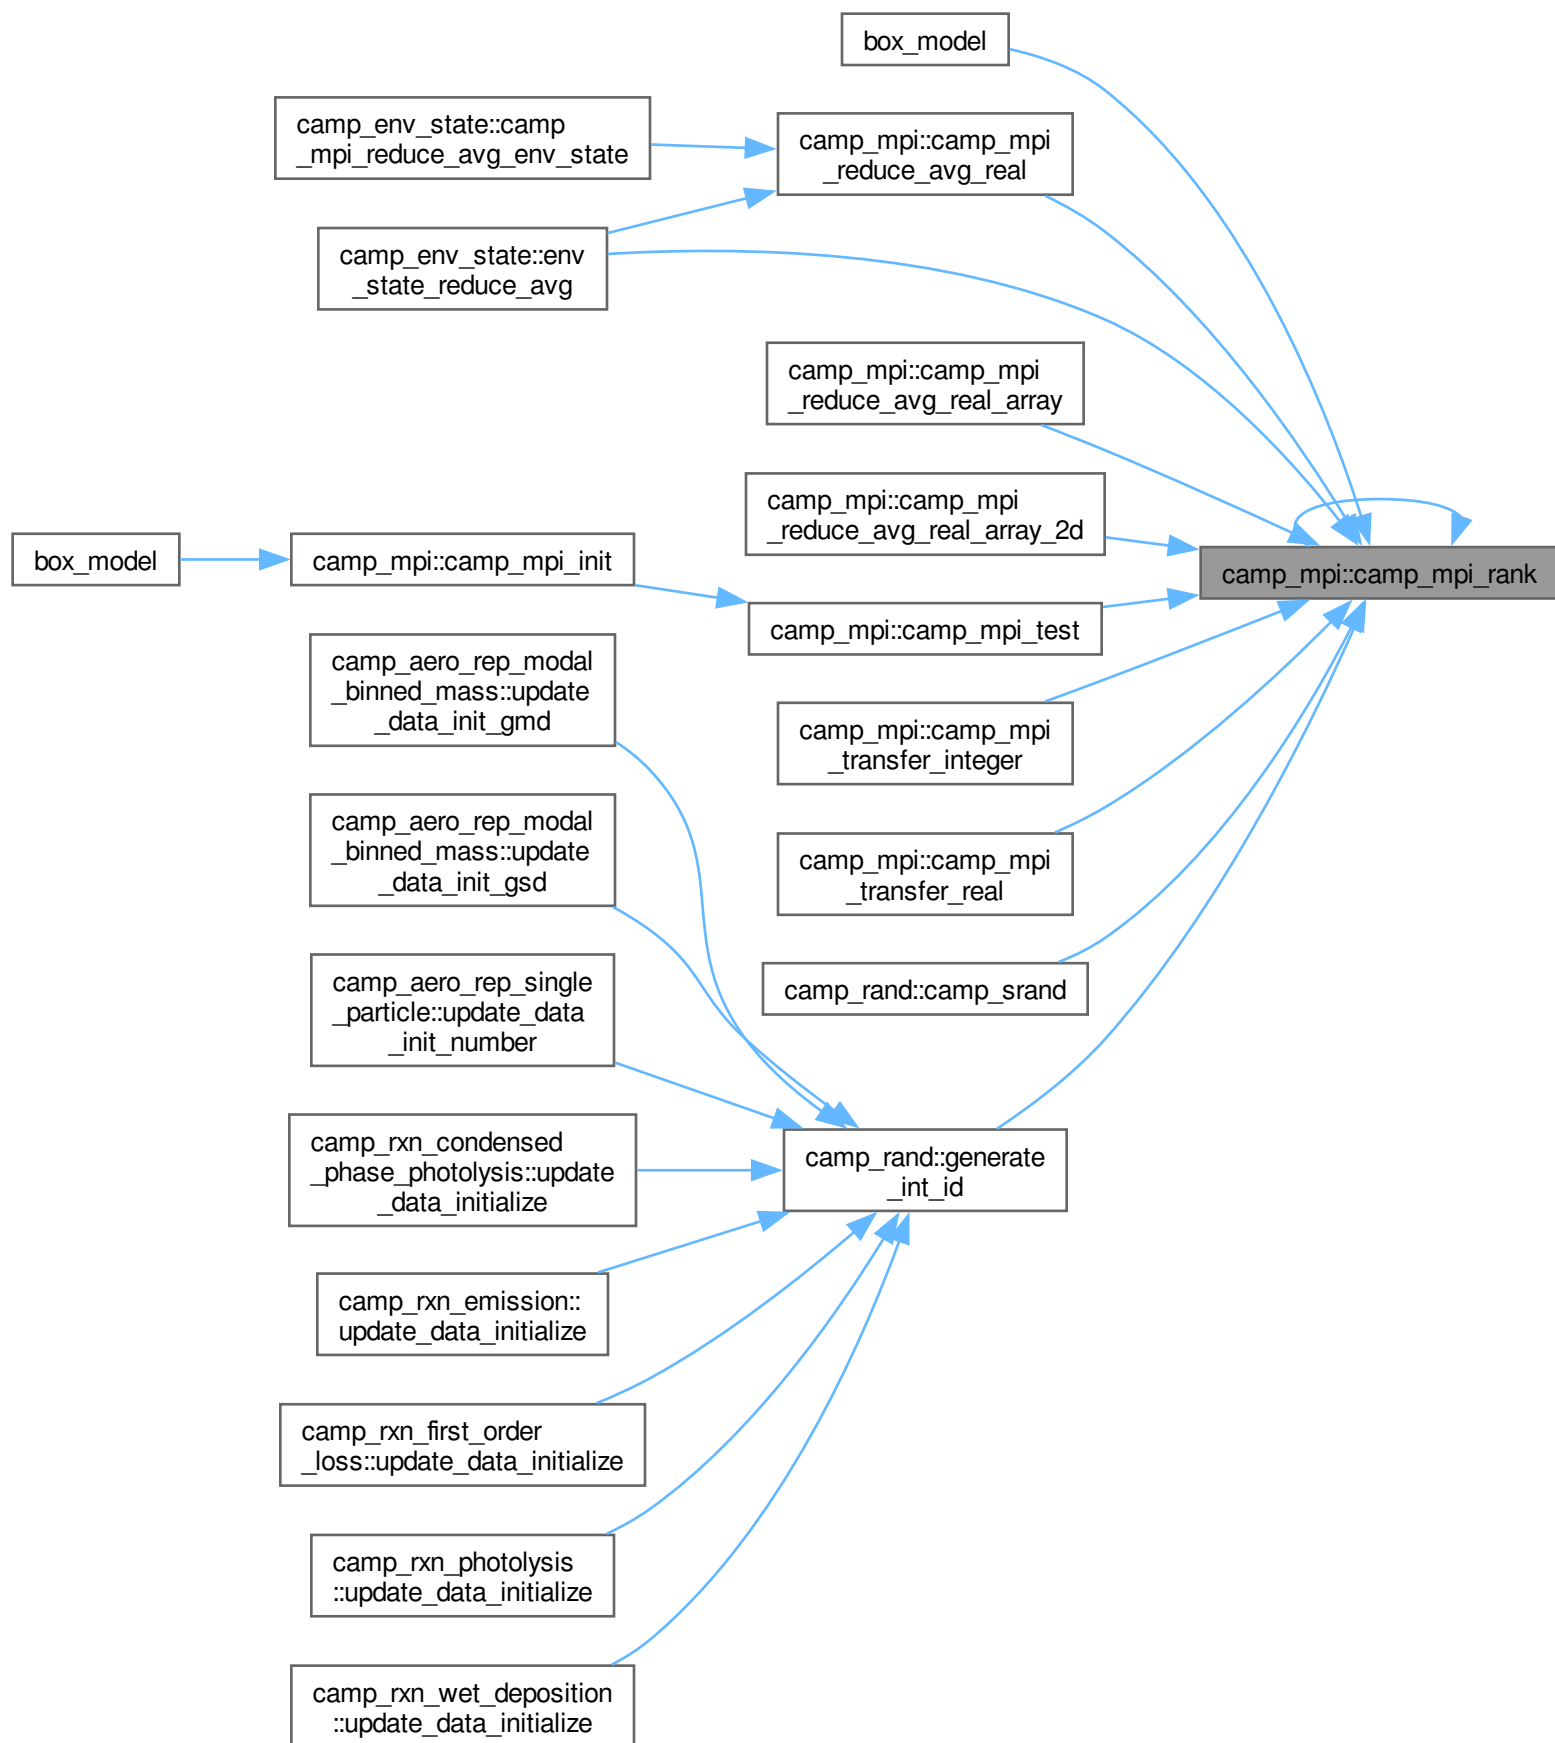 box_model
camp_env_state::camp
_mpi_reduce_avg_env_state
camp_mpi::camp_mpi
_reduce_avg_real
camp_env_state::env
_state_reduce_avg
camp_mpi::camp_mpi
_reduce_avg_real_array
camp_mpi::camp_mpi
_reduce_avg_real_array_2d
box_model
camp_mpi::camp_mpi_init
camp_mpi::camp_mpi_rank
camp_mpi::camp_mpi_test
camp_aero_rep_modal
_binned_mass::update
_data_init_gmd
camp_mpi::camp_mpi
_transfer_integer
camp_aero_rep_modal
_binned_mass::update
_data_init_gsd
camp_mpi::camp_mpi
_transfer_real
camp_aero_rep_single
_particle::update_data
_init_number
camp_rand::camp_srand
camp_rxn_condensed
_phase_photolysis::update
_data_initialize
camp_rand::generate
_int_id
camp_rxn_emission::
update_data_initialize
camp_rxn_first_order
_loss::update_data_initialize
camp_rxn_photolysis
::update_data_initialize
camp_rxn_wet_deposition
::update_data_initialize